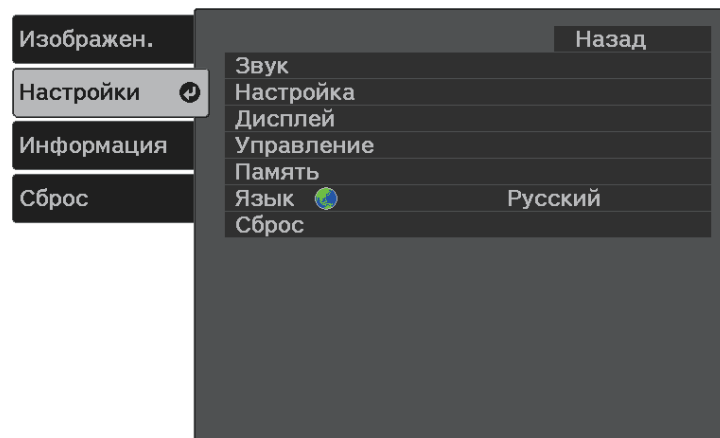 Изображен.
Настройки
Информация
Сброс
Назад
Звук
Настройка
Дисплей
Управление
Память
Язык Русский
Сброс